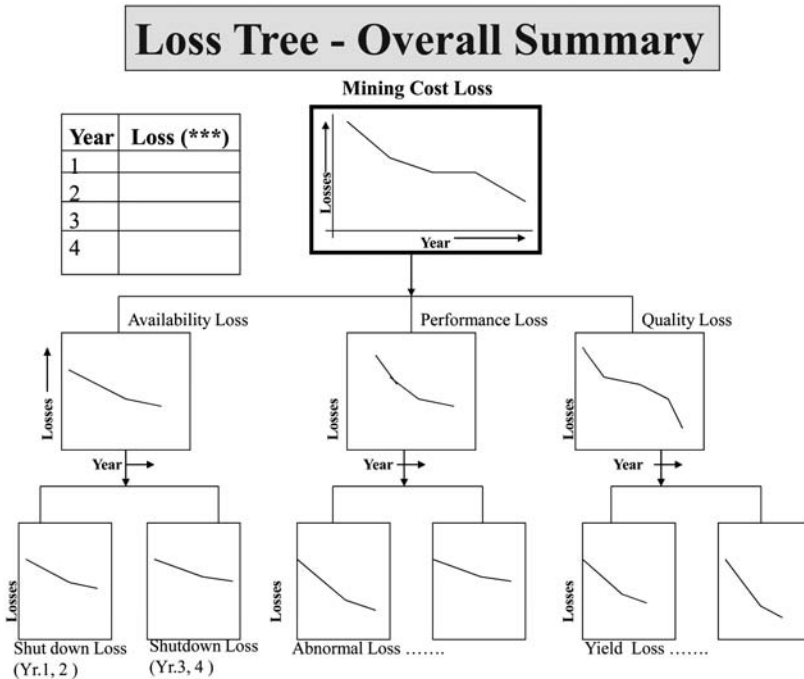 Loss Tree - Overall Summary
Mining Cost Loss
Year Loss (***)
1
2
3
4
Losses
Year
Availability Loss
Performance Loss
Quality Loss
Losses
Losses
Losses
Year
Year
Year
Losses
Losses
Losses
Shut down Loss
(Yr.1, 2 )
Shutdown Loss
(Yr.3, 4 )
Abnormal Loss …….
Yield Loss …….